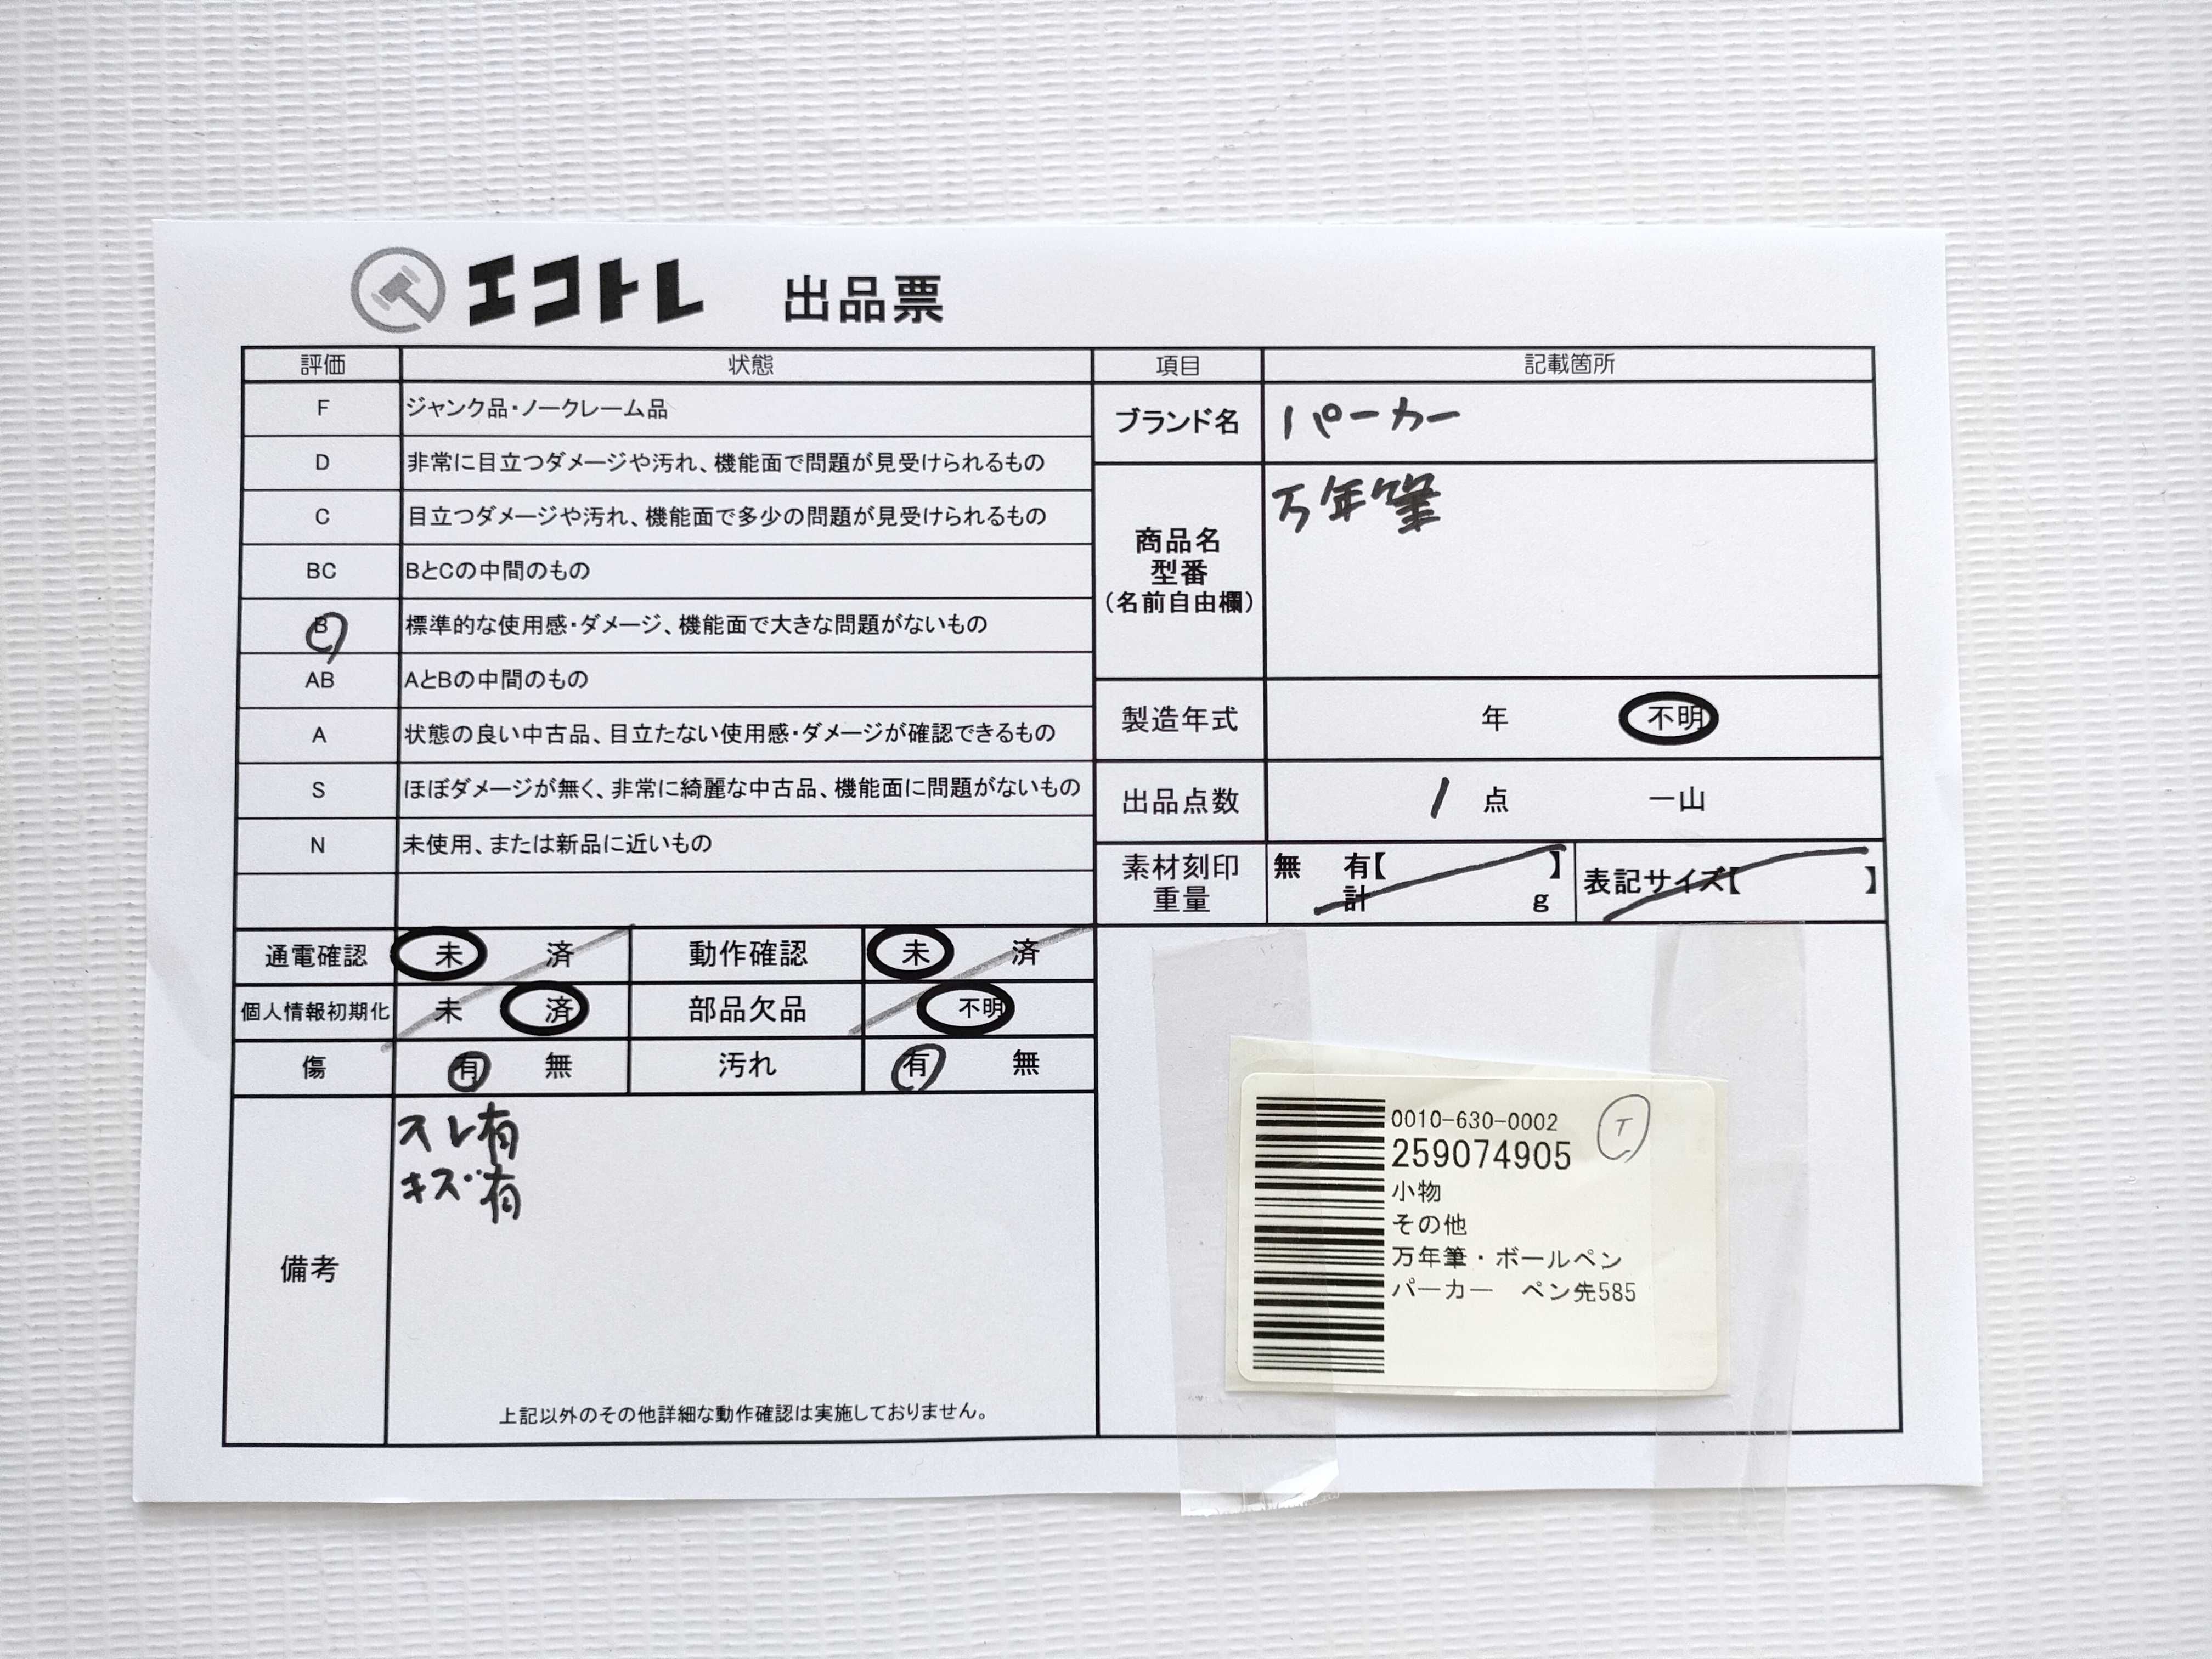 エコトレ 出品票
評価 状態 項目 記載箇所
F ジャンク品・ノークレーム品
D 非常に目立つダメージや汚れ、機能面で問題が見受けられるもの
C 目立つダメージや汚れ、機能面で多少の問題が見受けられるもの
BC BとCの中間のもの
B 標準的な使用感・ダメージ、機能面で大きな問題がないもの
AB AとBの中間のもの
A 状態の良い中古品、目立たない使用感・ダメージが確認できるもの
S ほぼダメージが無く、非常に綺麗な中古品、機能面に問題がないもの
N 未使用、または新品に近いもの
ブランド名 パーカー
商品名
型番
(名前自由欄)
万年筆
製造年式 年 不明
出品点数 1 点 一山
素材刻印 無 有【 】
重量 計 g
表記サイズ【 】
通電確認 未 済 動作確認 未 済
個人情報初期化 未 済 部品欠品 不明
傷 有 無 汚れ 有 無
備考
スレ有
キズ有
上記以外のその他詳細な動作確認は実施しておりません。
0010-630-0002
T
259074905
小物
その他
万年筆・ボールペン
パーカー ペン先585